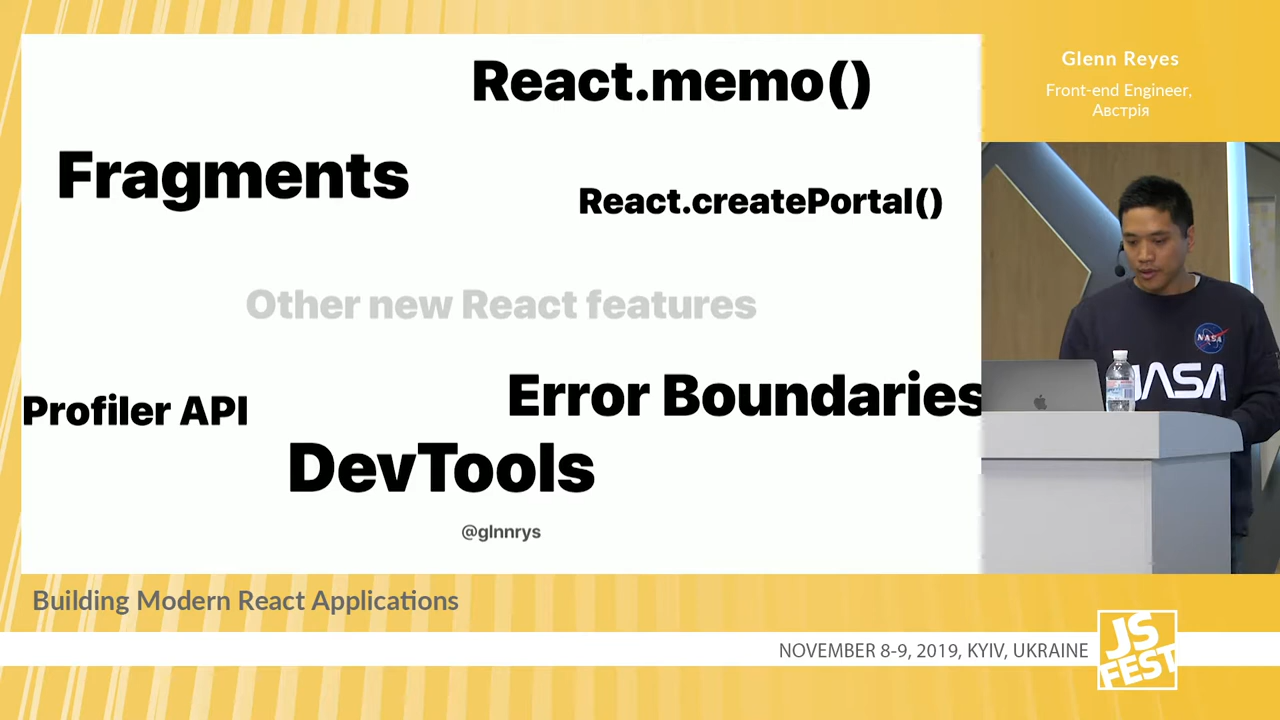 React.memo()
Fragments
React.createPortal()
Other new React features
Profiler API
Error Boundaries
DevTools
@glnnrys
Glenn Reyes
Front-end Engineer,
Австрія
NASA
NASA
Building Modern React Applications
NOVEMBER 8-9, 2019, KYIV, UKRAINE
JS
FEST